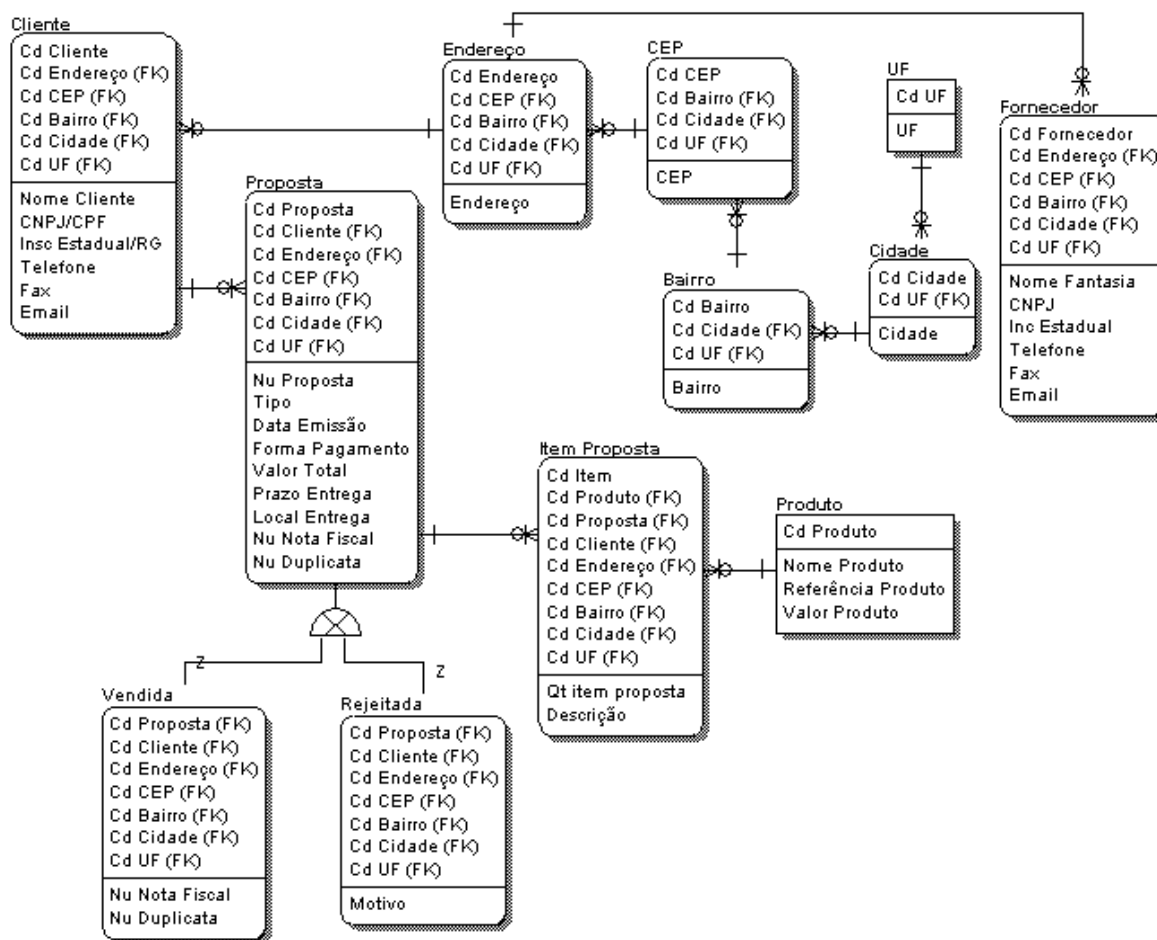 Cliente
Cd Cliente
Cd Endereço (FK)
Cd CEP (FK)
Cd Bairro (FK)
Cd Cidade (FK)
Cd UF (FK)
Nome Cliente
CNPJ/CPF
Insc Estadual/RG
Telefone
Fax
Email
Endereço
Cd Endereço
Cd CEP (FK)
Cd Bairro (FK)
Cd Cidade (FK)
Cd UF (FK)
Endereço
CEP
Cd CEP
Cd Bairro (FK)
Cd Cidade (FK)
Cd UF (FK)
CEP
UF
Cd UF
UF
Fornecedor
Cd Fornecedor
Cd Endereço (FK)
Cd CEP (FK)
Cd Bairro (FK)
Cd Cidade (FK)
Cd UF (FK)
Nome Fantasia
CNPJ
Inc Estadual
Telefone
Fax
Email
Proposta
Cd Proposta
Cd Cliente (FK)
Cd Endereço (FK)
Cd CEP (FK)
Cd Bairro (FK)
Cd Cidade (FK)
Cd UF (FK)
Nu Proposta
Tipo
Data Emissão
Forma Pagamento
Valor Total
Prazo Entrega
Local Entrega
Nu Nota Fiscal
Nu Duplicata
Bairro
Cd Bairro
Cd Cidade (FK)
Cd UF (FK)
Bairro
Cidade
Cd Cidade
Cd UF (FK)
Cidade
Item Proposta
Cd Item
Cd Produto (FK)
Cd Proposta (FK)
Cd Cliente (FK)
Cd Endereço (FK)
Cd CEP (FK)
Cd Bairro (FK)
Cd Cidade (FK)
Cd UF (FK)
Qt item proposta
Descrição
Produto
Cd Produto
Nome Produto
Referência Produto
Valor Produto
Z
Z
Vendida
Cd Proposta (FK)
Cd Cliente (FK)
Cd Endereço (FK)
Cd CEP (FK)
Cd Bairro (FK)
Cd Cidade (FK)
Cd UF (FK)
Nu Nota Fiscal
Nu Duplicata
Rejeitada
Cd Proposta (FK)
Cd Cliente (FK)
Cd Endereço (FK)
Cd CEP (FK)
Cd Bairro (FK)
Cd Cidade (FK)
Cd UF (FK)
Motivo